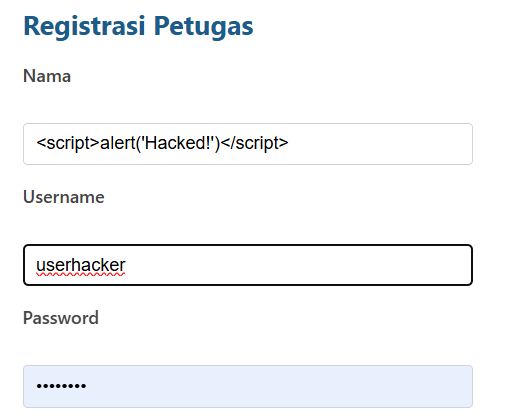 Registrasi Petugas
Nama
<script>alert('Hacked!')</script>
Username
userhacker
Password
••••••••